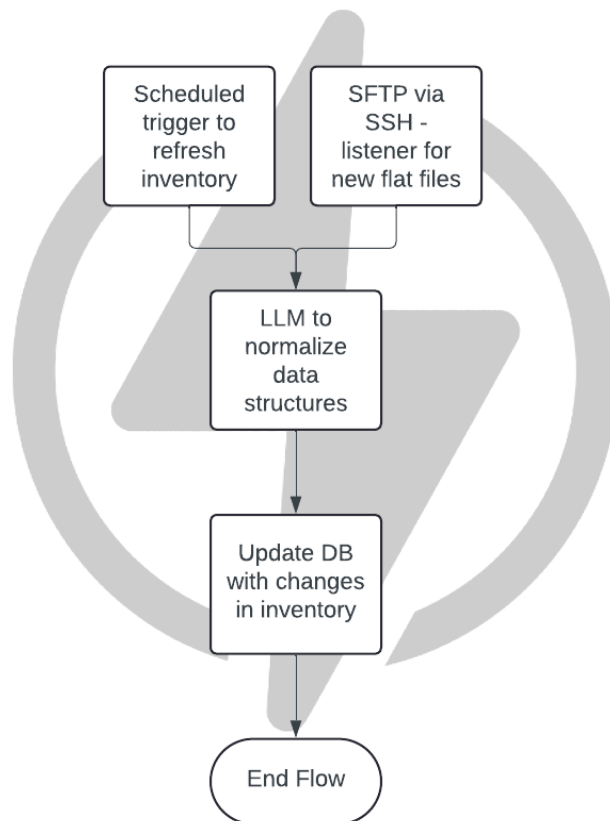 Scheduled
trigger to
refresh
inventory
SFTP via
SSH -
listener for
new flat files
LLM to
normalize
data
structures
Update DB
with changes
in inventory
End Flow